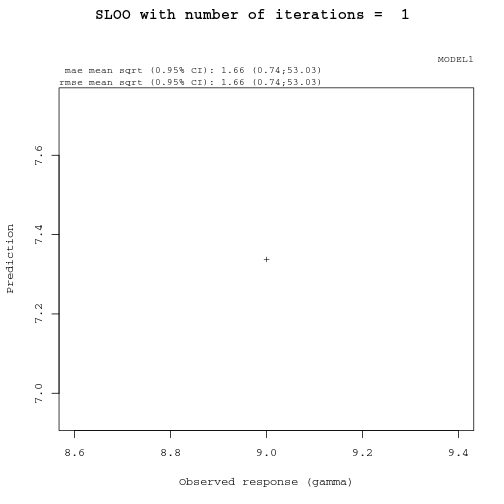 SLOO with number of iterations =  1
MODEL1
mae mean sqrt (0.95% CI): 1.66 (0.74;53.03)
rmse mean sqrt (0.95% CI): 1.66 (0.74;53.03)
7.6
7.4
7.2
7.0
Prediction
8.6 8.8 9.0 9.2 9.4
Observed response (gamma)